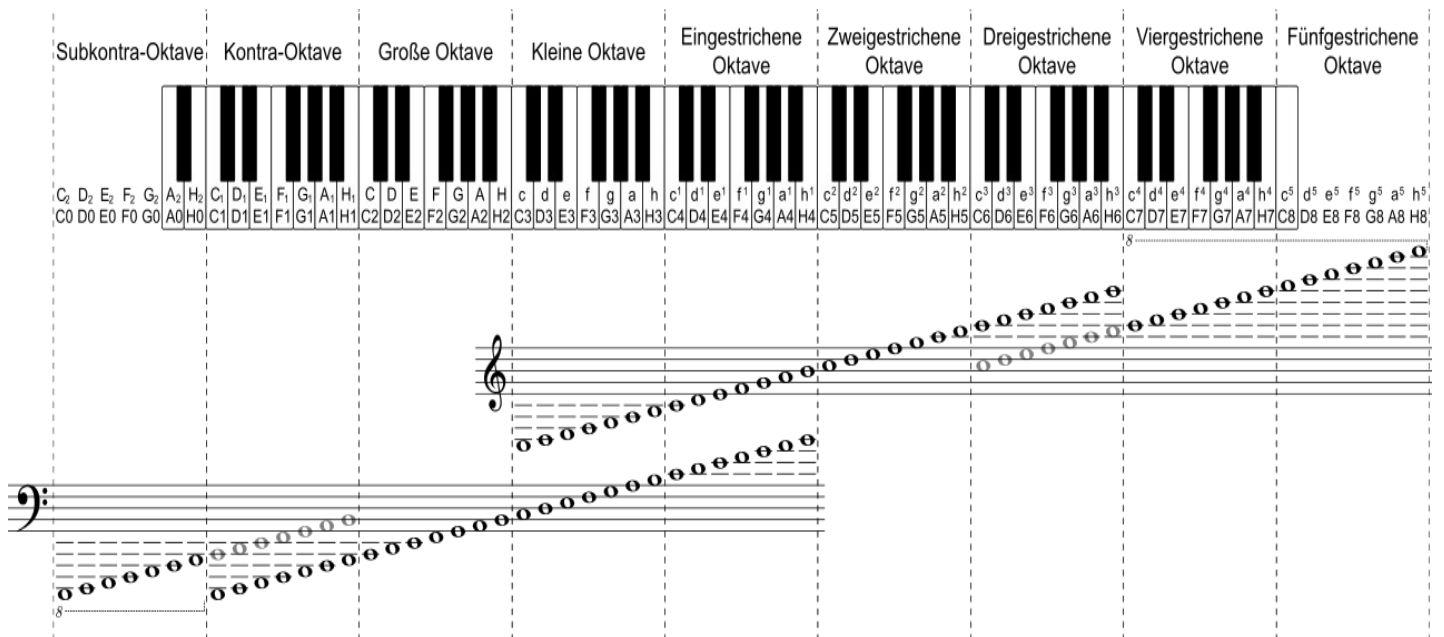 Subkontra-Oktave Kontra-Oktave Große Oktave Kleine Oktave Eingestrichene Oktave Zweigestrichene Oktave Dreigestrichene Oktave Viergestrichene Oktave Fünfgestrichene Oktave
C₂ D₂ E₂ F₂ G₂ A₂ H₂ C₁ D₁ E₁ F₁ G₁ A₁ H₁ C D E F G A H c d e f g a h c¹ d¹ e¹ f¹ g¹ a¹ h¹ c² d² e² f² g² a² h² c³ d³ e³ f³ g³ a³ h³ c⁴ d⁴ e⁴ f⁴ g⁴ a⁴ h⁴ c⁵ d⁵ e⁵ f⁵ g⁵ a⁵ h⁵
C0 D0 E0 F0 G0 A0 H0 C1 D1 E1 F1 G1 A1 H1 C2 D2 E2 F2 G2 A2 H2 C3 D3 E3 F3 G3 A3 H3 C4 D4 E4 F4 G4 A4 H4 C5 D5 E5 F5 G5 A5 H5 C6 D6 E6 F6 G6 A6 H6 C7 D7 E7 F7 G7 A7 H7 C8 D8 E8 F8 G8 A8 H8
8
8